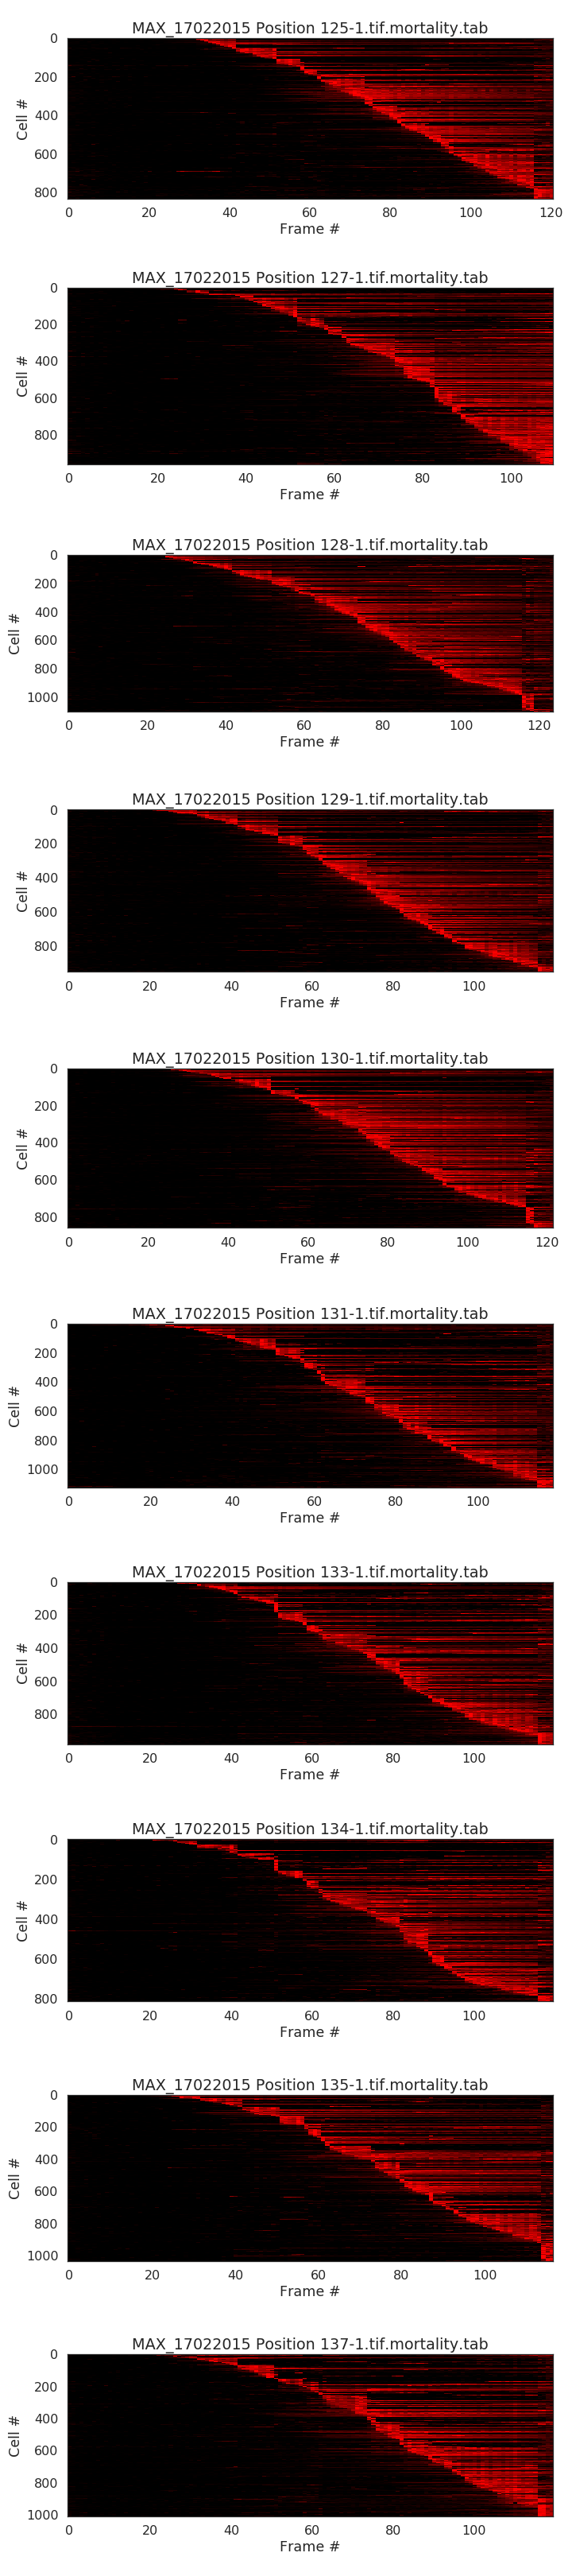 MAX_17022015 Position 125-1.tif.mortality.tab
0
200
400
600
800
Cell #
0 20 40 60 80 100 120
Frame #
MAX_17022015 Position 127-1.tif.mortality.tab
0
200
400
600
800
Cell #
0 20 40 60 80 100
Frame #
MAX_17022015 Position 128-1.tif.mortality.tab
0
200
400
600
800
1000
Cell #
0 20 40 60 80 100 120
Frame #
MAX_17022015 Position 129-1.tif.mortality.tab
0
200
400
600
800
Cell #
0 20 40 60 80 100
Frame #
MAX_17022015 Position 130-1.tif.mortality.tab
0
200
400
600
800
Cell #
0 20 40 60 80 100 120
Frame #
MAX_17022015 Position 131-1.tif.mortality.tab
0
200
400
600
800
1000
Cell #
0 20 40 60 80 100
Frame #
MAX_17022015 Position 133-1.tif.mortality.tab
0
200
400
600
800
Cell #
0 20 40 60 80 100
Frame #
MAX_17022015 Position 134-1.tif.mortality.tab
0
200
400
600
800
Cell #
0 20 40 60 80 100
Frame #
MAX_17022015 Position 135-1.tif.mortality.tab
0
200
400
600
800
1000
Cell #
0 20 40 60 80 100
Frame #
MAX_17022015 Position 137-1.tif.mortality.tab
0
200
400
600
800
1000
Cell #
0 20 40 60 80 100
Frame #